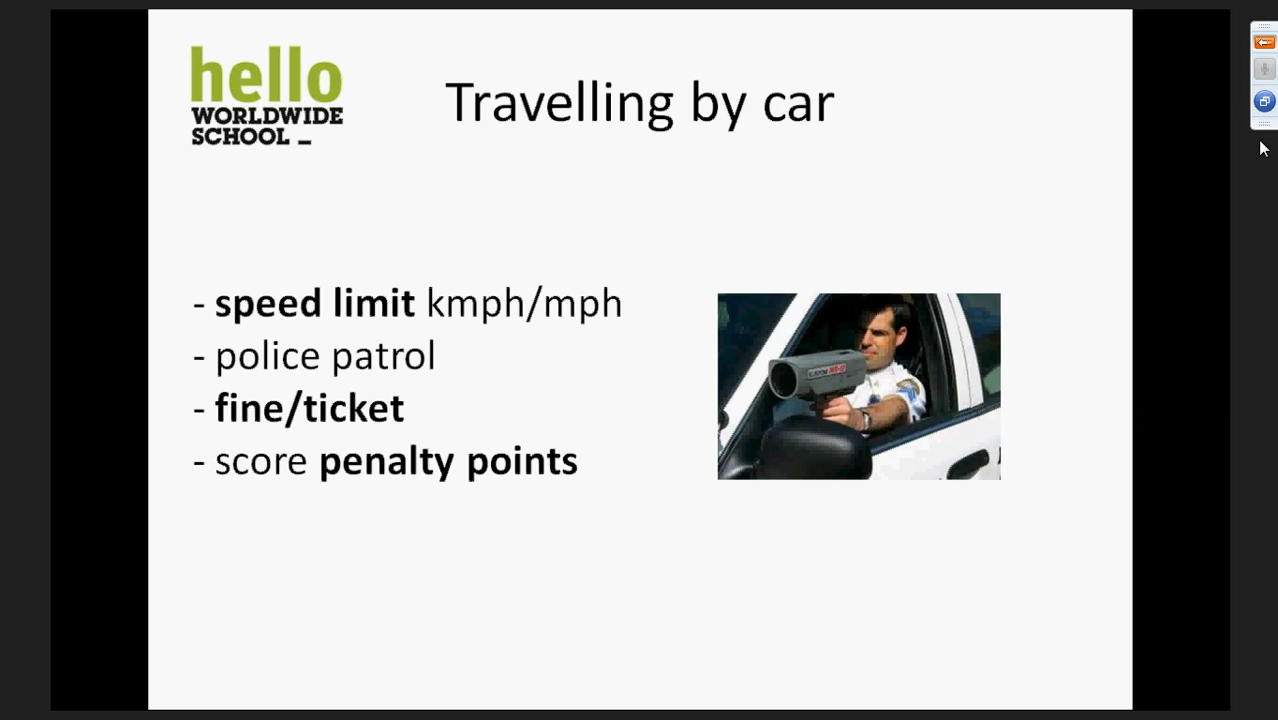 hello
WORLDWIDE
SCHOOL _
Travelling by car
- speed limit kmph/mph
- police patrol
- fine/ticket
- score penalty points